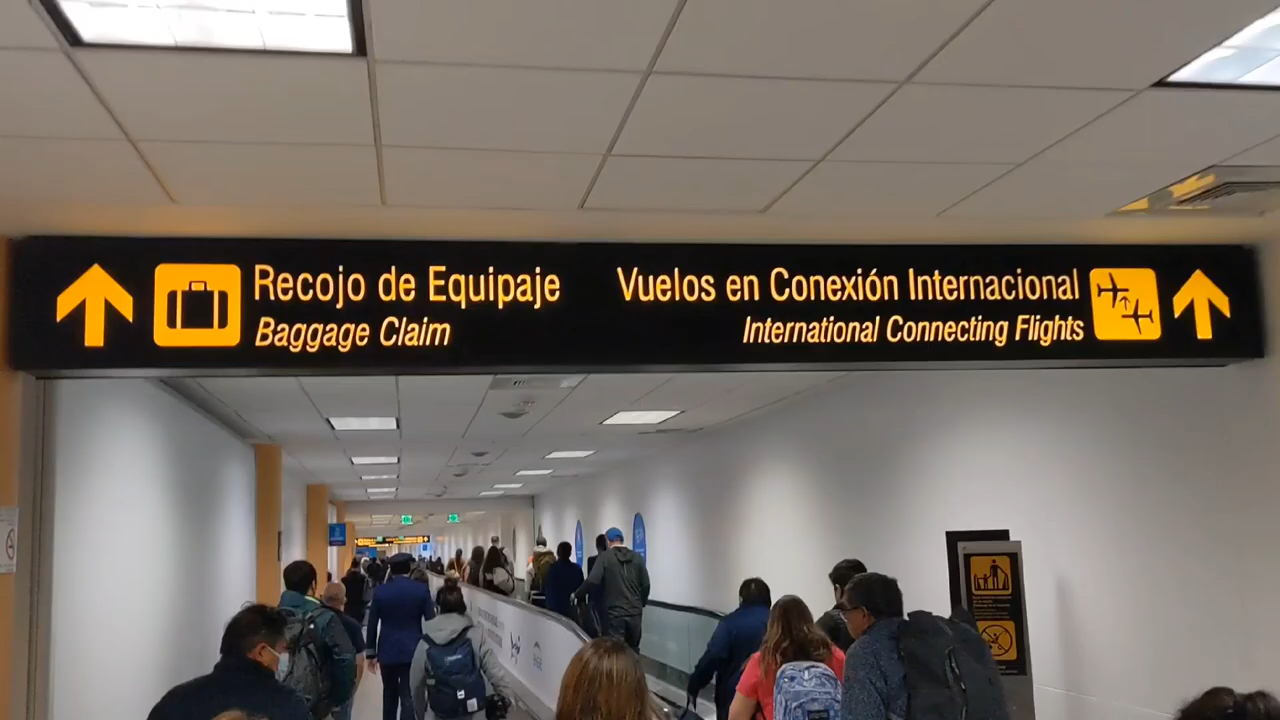 Recojo de Equipaje
Baggage Claim
Vuelos en Conexión Internacional
International Connecting Flights